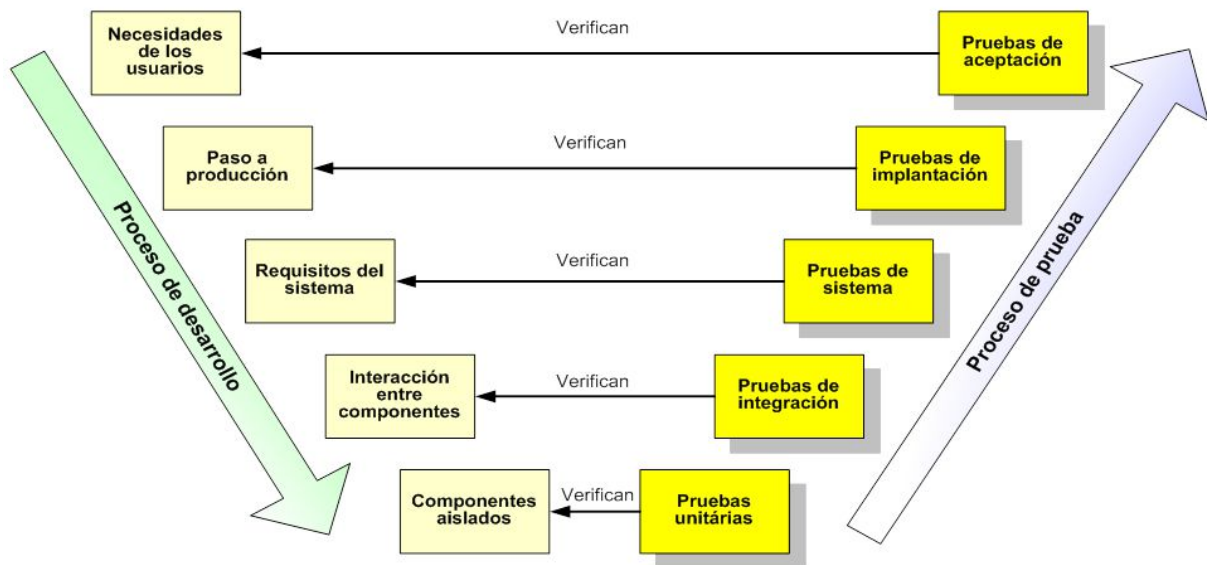 Necesidades
de los
usuarios
Verifican
Pruebas de
aceptación
Paso a
producción
Verifican
Pruebas de
implantación
Proceso de desarrollo
Requisitos del
sistema
Verifican
Pruebas de
sistema
Proceso de prueba
Interacción
entre
componentes
Verifican
Pruebas de
integración
Componentes
aislados
Verifican
Pruebas
unitárias